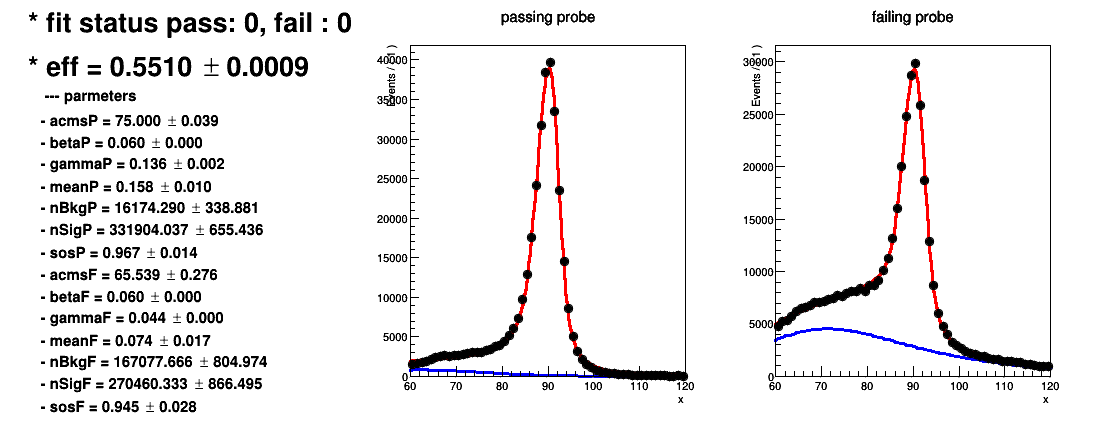 * fit status pass: 0, fail : 0
* eff = 0.5510 ± 0.0009
--- parmeters
- acmsP = 75.000 ± 0.039
- betaP = 0.060 ± 0.000
- gammaP = 0.136 ± 0.002
- meanP = 0.158 ± 0.010
- nBkgP = 16174.290 ± 338.881
- nSigP = 331904.037 ± 655.436
- sosP = 0.967 ± 0.014
- acmsF = 65.539 ± 0.276
- betaF = 0.060 ± 0.000
- gammaF = 0.044 ± 0.000
- meanF = 0.074 ± 0.017
- nBkgF = 167077.666 ± 804.974
- nSigF = 270460.333 ± 866.495
- sosF = 0.945 ± 0.028
passing probe
Events / ( 1 )
40000
35000
30000
25000
20000
15000
10000
5000
0
60 70 80 90 100 110 120
x
failing probe
Events / ( 1 )
30000
25000
20000
15000
10000
5000
0
60 70 80 90 100 110 120
x